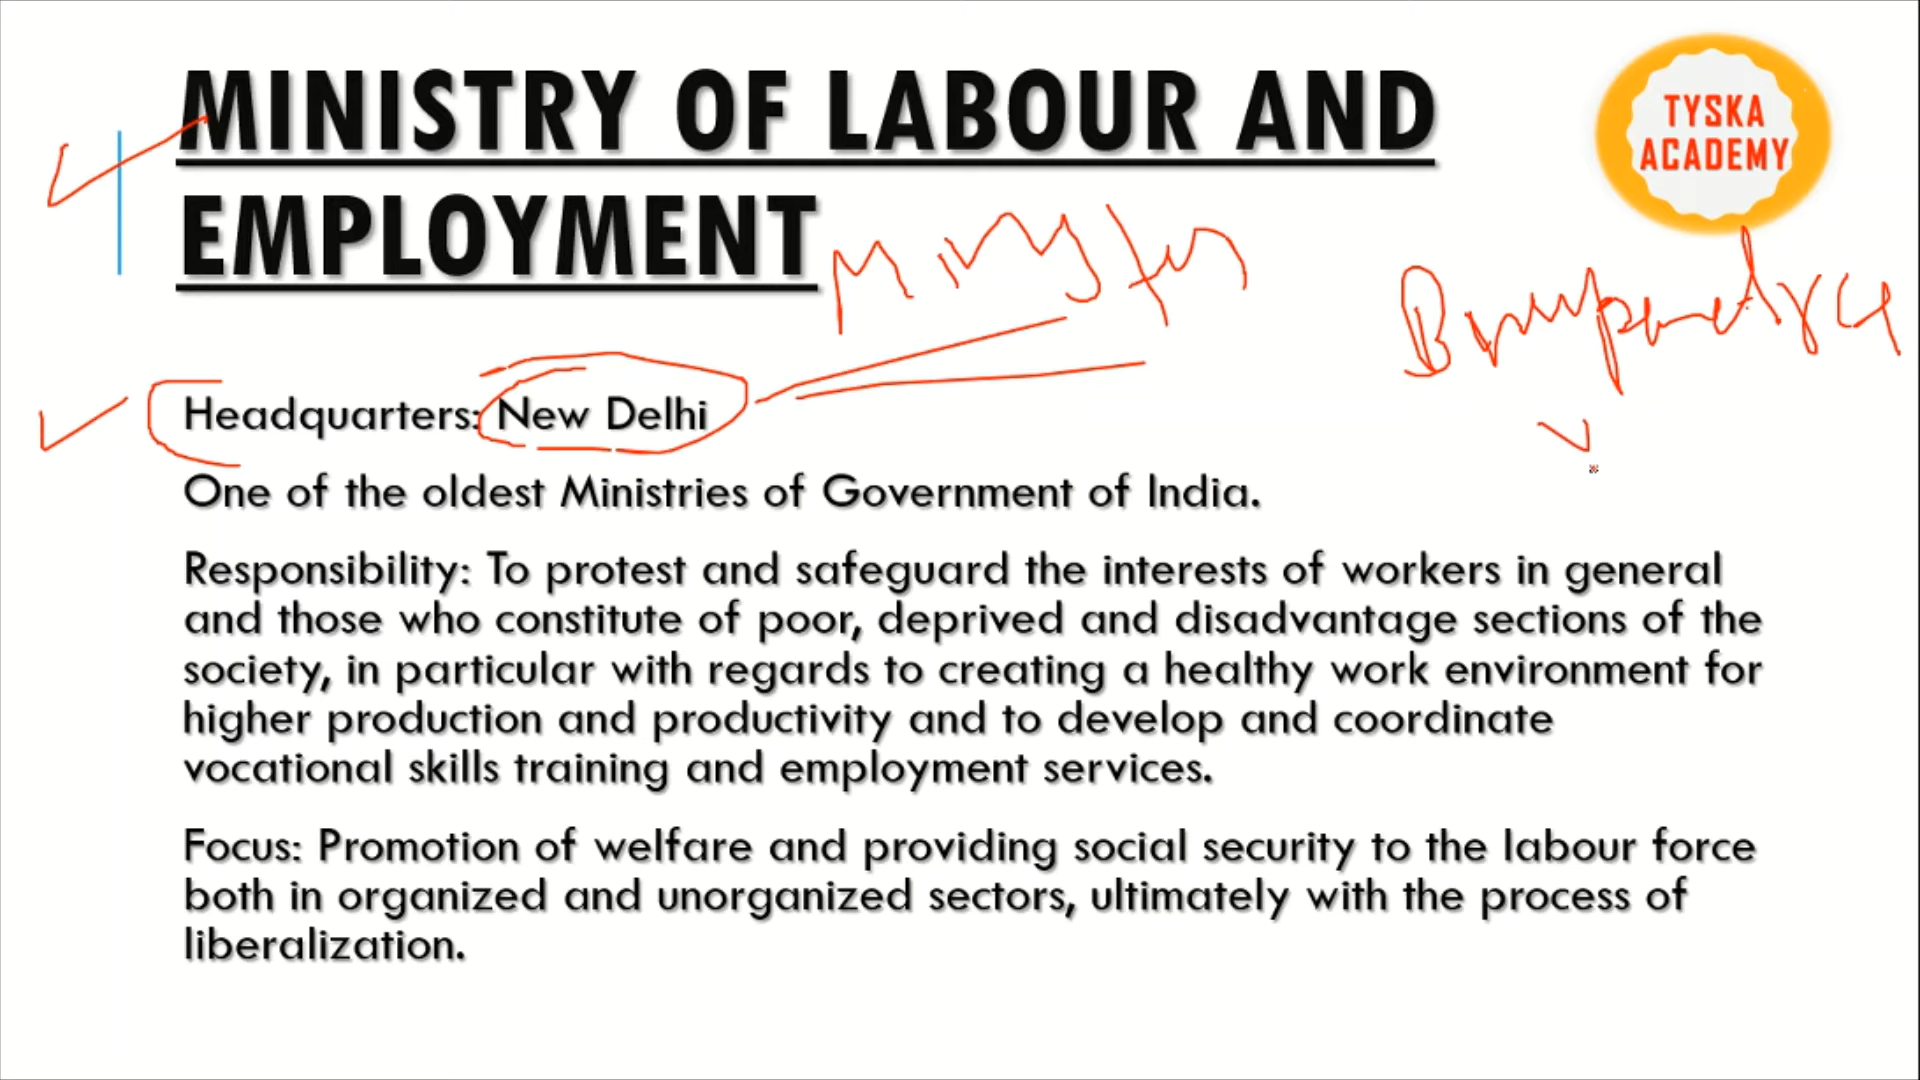 MINISTRY OF LABOUR AND
EMPLOYMENT
TYSKA
ACADEMY
Minister
Headquarters: New Delhi
One of the oldest Ministries of Government of India.
Responsibility: To protest and safeguard the interests of workers in general
and those who constitute of poor, deprived and disadvantage sections of the
society, in particular with regards to creating a healthy work environment for
higher production and productivity and to develop and coordinate
vocational skills training and employment services.
Focus: Promotion of welfare and providing social security to the labour force
both in organized and unorganized sectors, ultimately with the process of
liberalization.